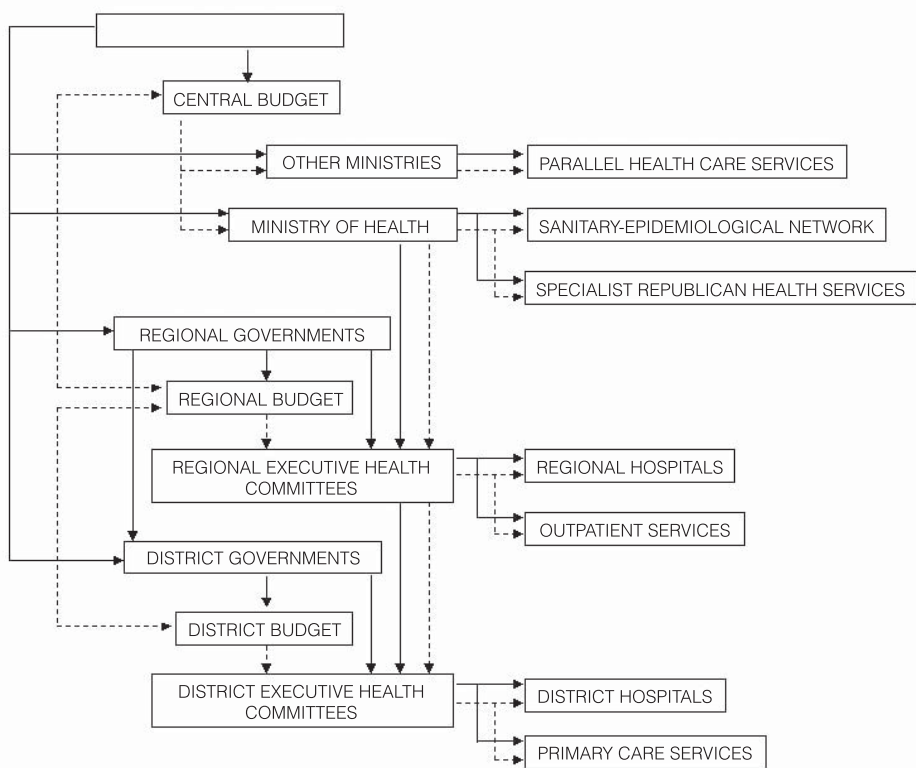 CENTRAL BUDGET
OTHER MINISTRIES
PARALLEL HEALTH CARE SERVICES
MINISTRY OF HEALTH
SANITARY-EPIDEMIOLOGICAL NETWORK
SPECIALIST REPUBLICAN HEALTH SERVICES
REGIONAL GOVERNMENTS
REGIONAL BUDGET
REGIONAL EXECUTIVE HEALTH
COMMITTEES
REGIONAL HOSPITALS
OUTPATIENT SERVICES
DISTRICT GOVERNMENTS
DISTRICT BUDGET
DISTRICT EXECUTIVE HEALTH
COMMITTEES
DISTRICT HOSPITALS
PRIMARY CARE SERVICES